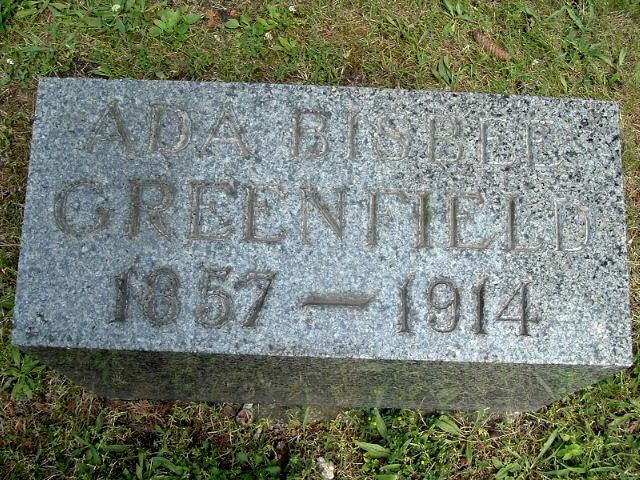 ADA BISBEE
GREENFIELD
1857 — 1914